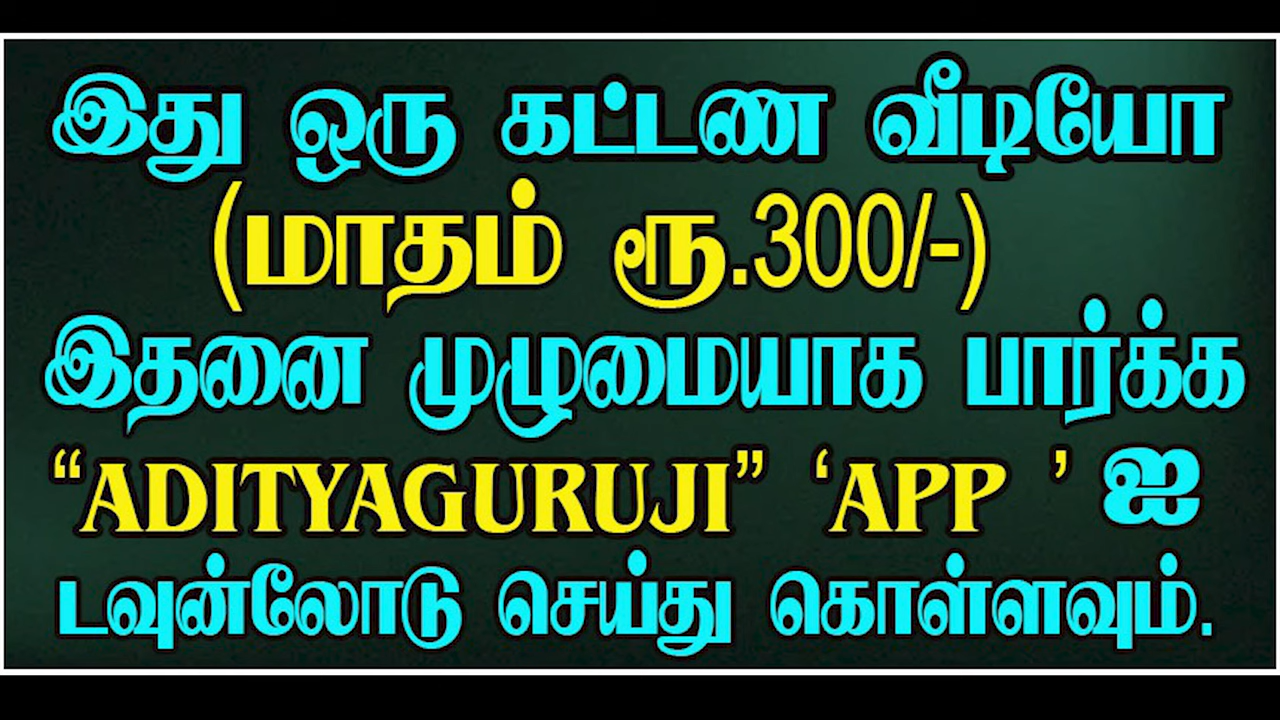 இது ஒரு கட்டண வீடியோ
(மாதம் ரூ.300/-)
இதனை முழுமையாக பார்க்க
“ADITYAGURUJI” ‘APP ’ ஐ
டவுன்லோடு செய்து கொள்ளவும்.